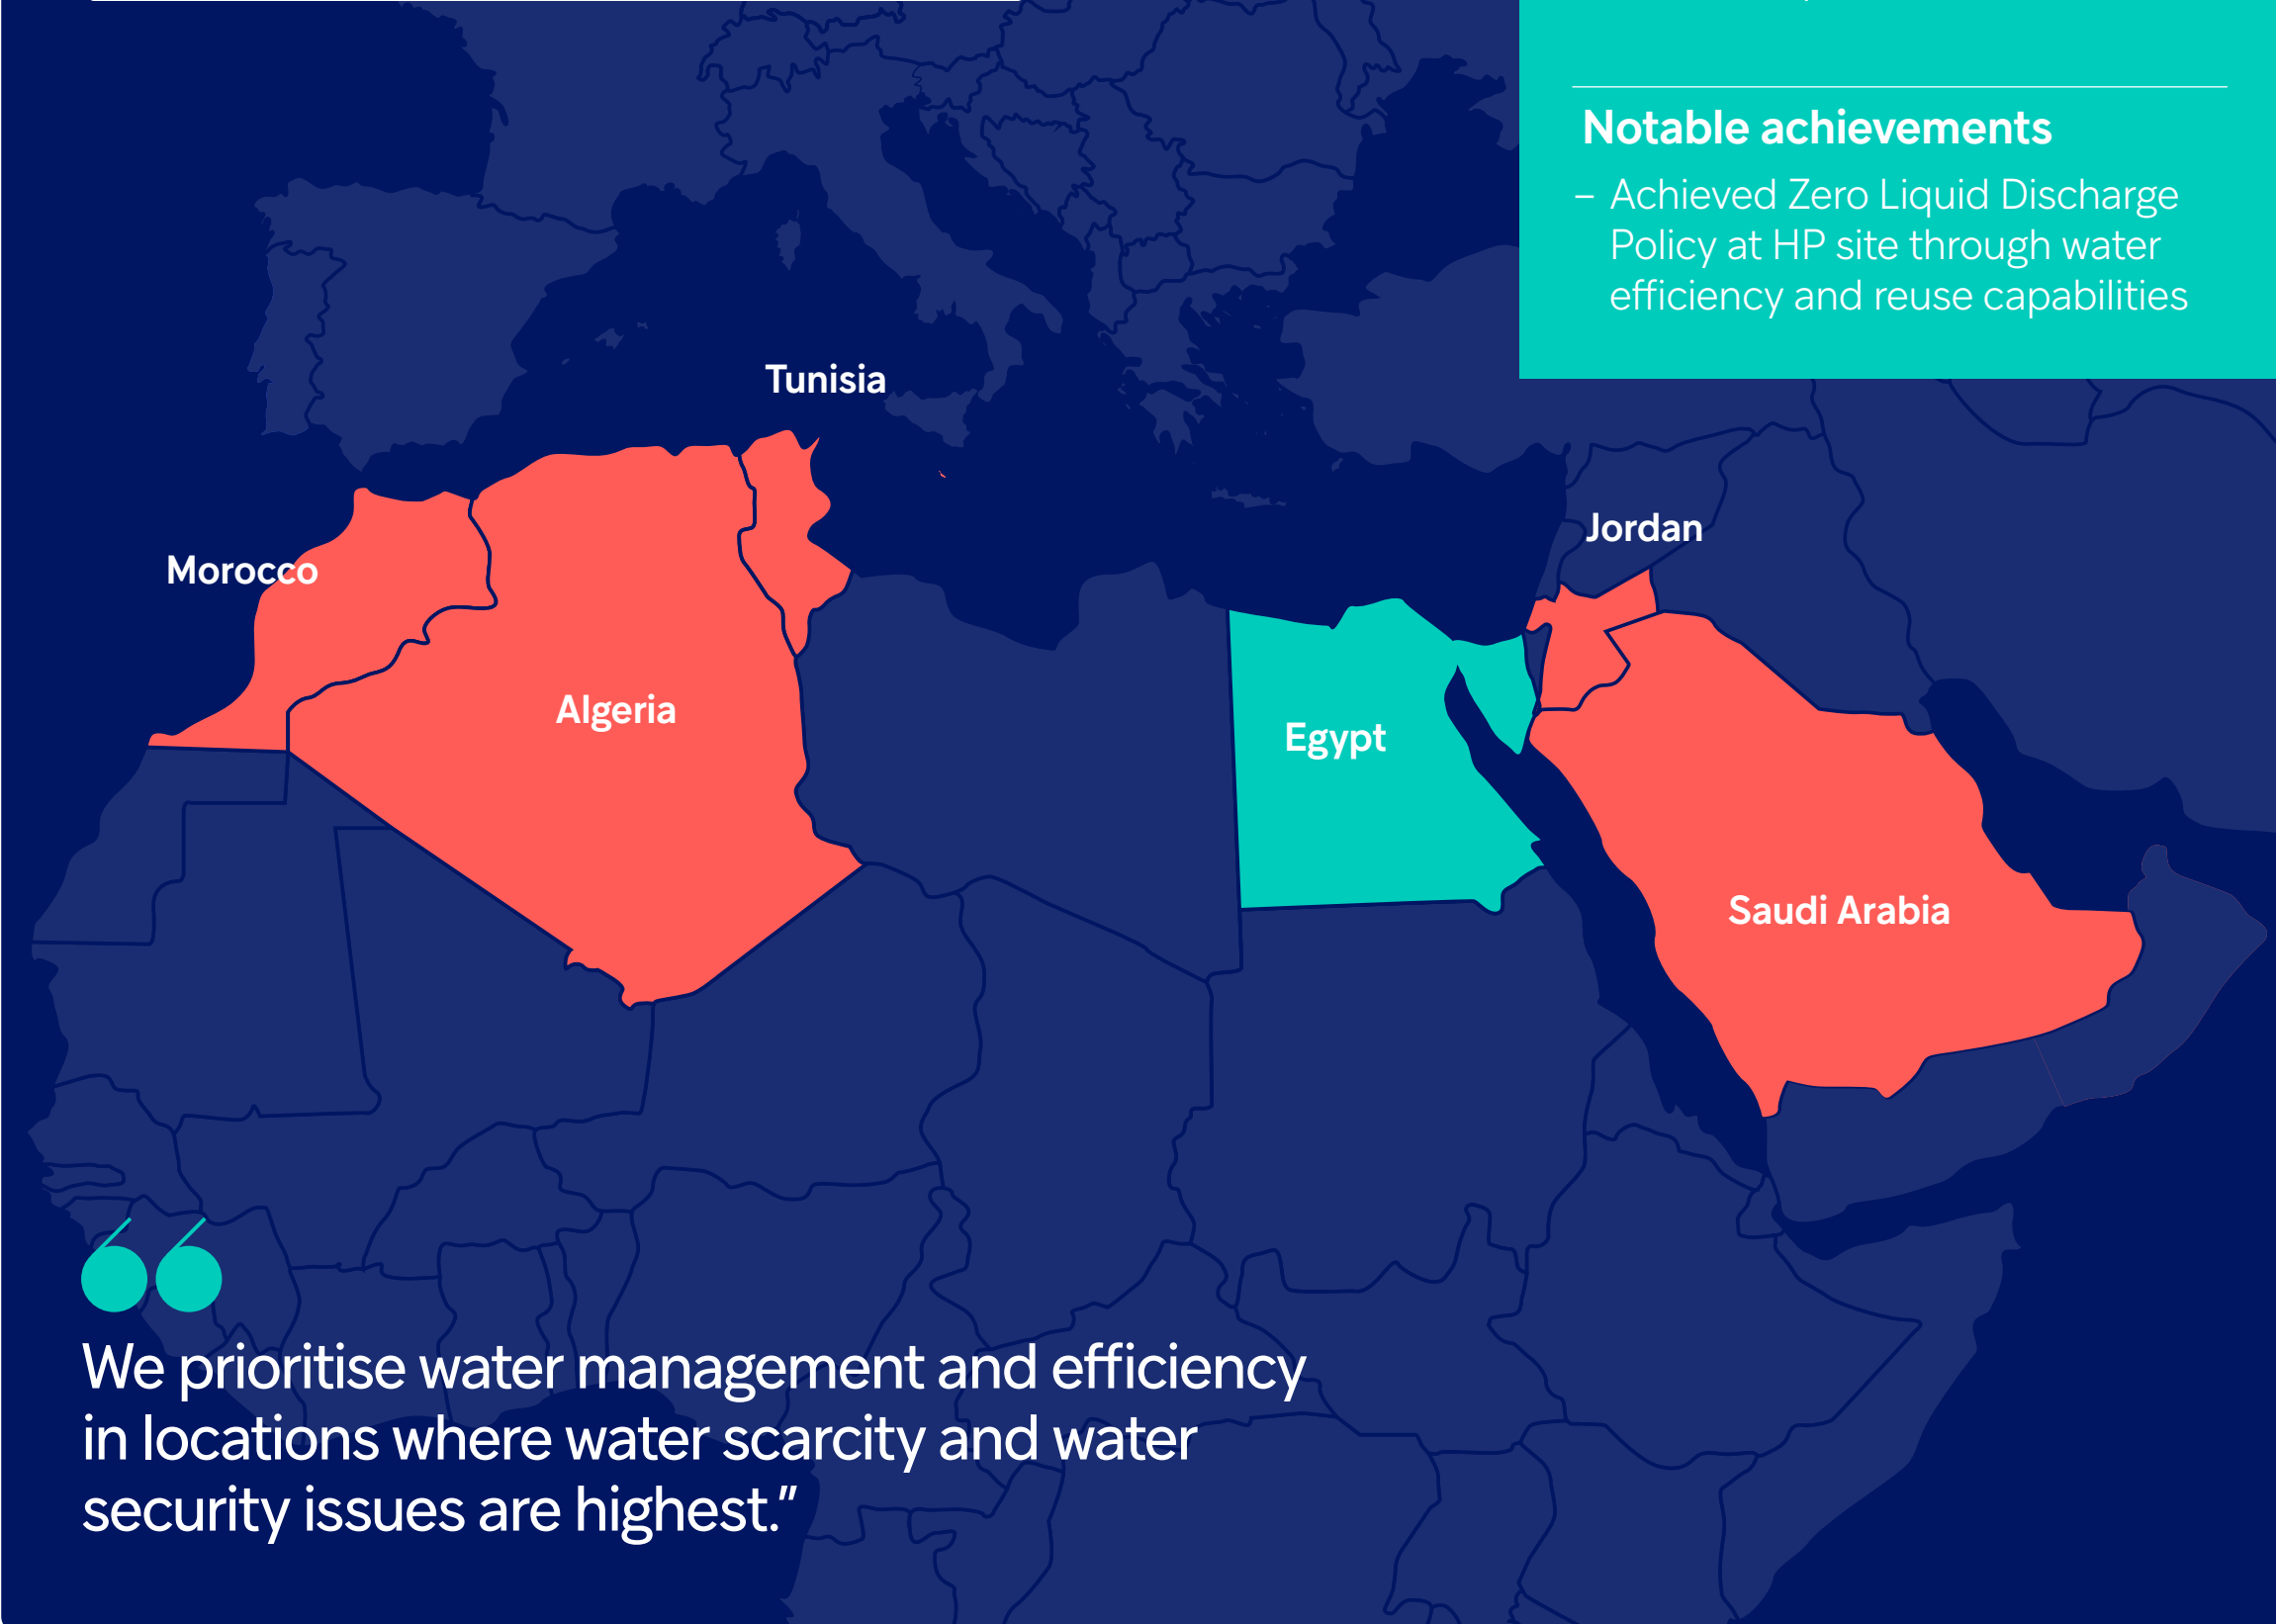 Notable achievements
– Achieved Zero Liquid Discharge
Policy at HP site through water
efficiency and reuse capabilities
Tunisia
Jordan
Morocco
Algeria
Egypt
Saudi Arabia
“
We prioritise water management and efficiency
in locations where water scarcity and water
security issues are highest.”